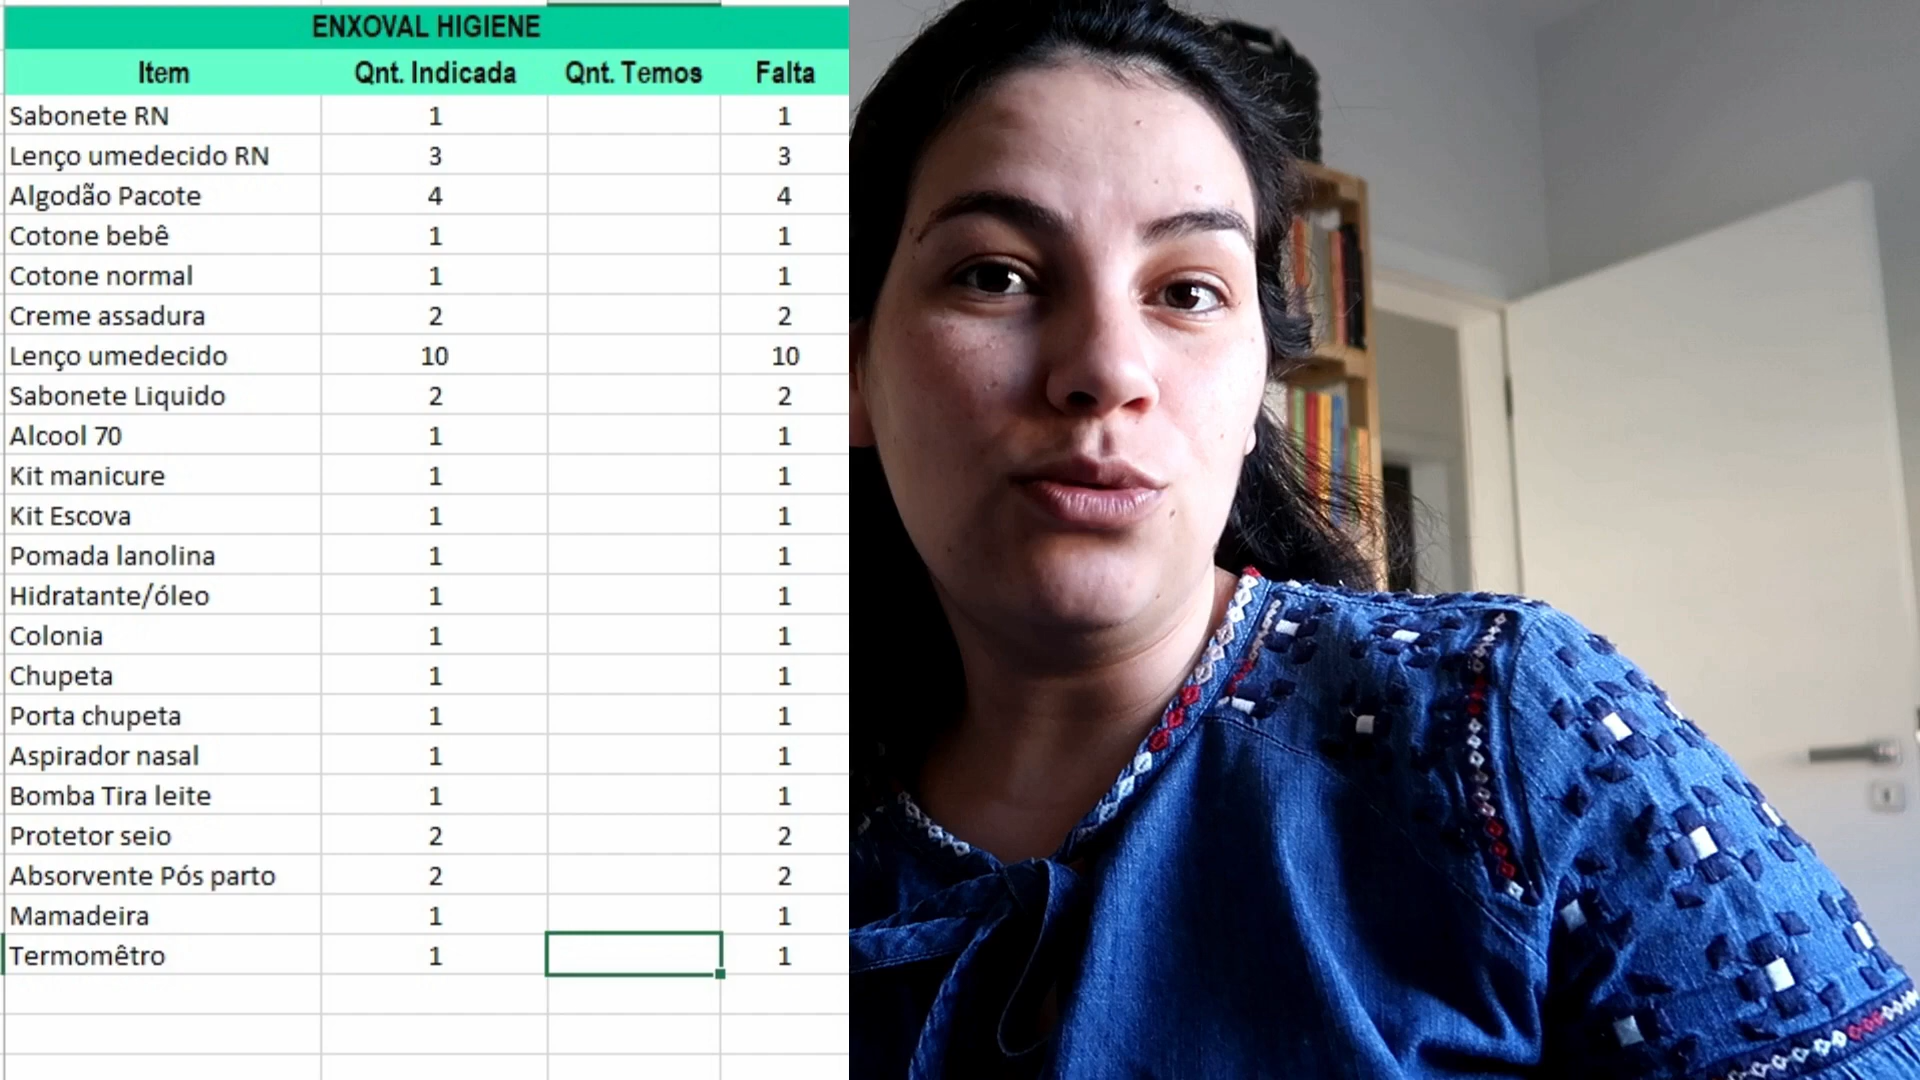 ENXOVAL HIGIENE
Item Qnt. Indicada Qnt. Temos Falta
Sabonete RN 1 1
Lenço umedecido RN 3 3
Algodão Pacote 4 4
Cotone bebê 1 1
Cotone normal 1 1
Creme assadura 2 2
Lenço umedecido 10 10
Sabonete Liquido 2 2
Alcool 70 1 1
Kit manicure 1 1
Kit Escova 1 1
Pomada lanolina 1 1
Hidratante/óleo 1 1
Colonia 1 1
Chupeta 1 1
Porta chupeta 1 1
Aspirador nasal 1 1
Bomba Tira leite 1 1
Protetor seio 2 2
Absorvente Pós parto 2 2
Mamadeira 1 1
Termomêtro 1 1